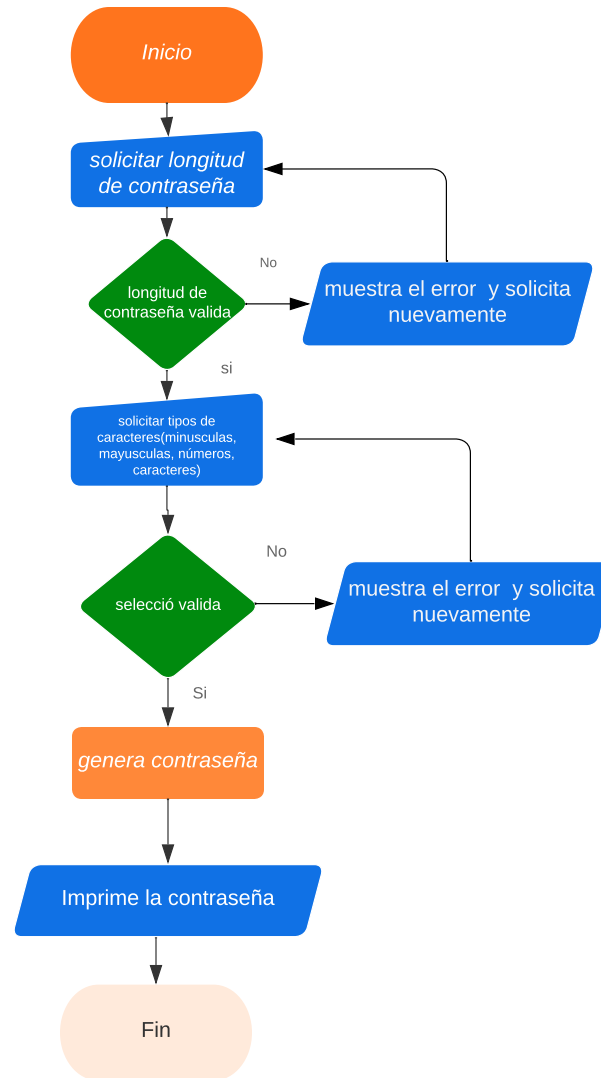 Inicio
solicitar longitud
de contraseña
longitud de
contraseña valida
No
muestra el error y solicita
nuevamente
si
solicitar tipos de
caracteres(minusculas,
mayusculas, números,
caracteres)
No
selecció valida
muestra el error y solicita
nuevamente
Si
genera contraseña
Imprime la contraseña
Fin